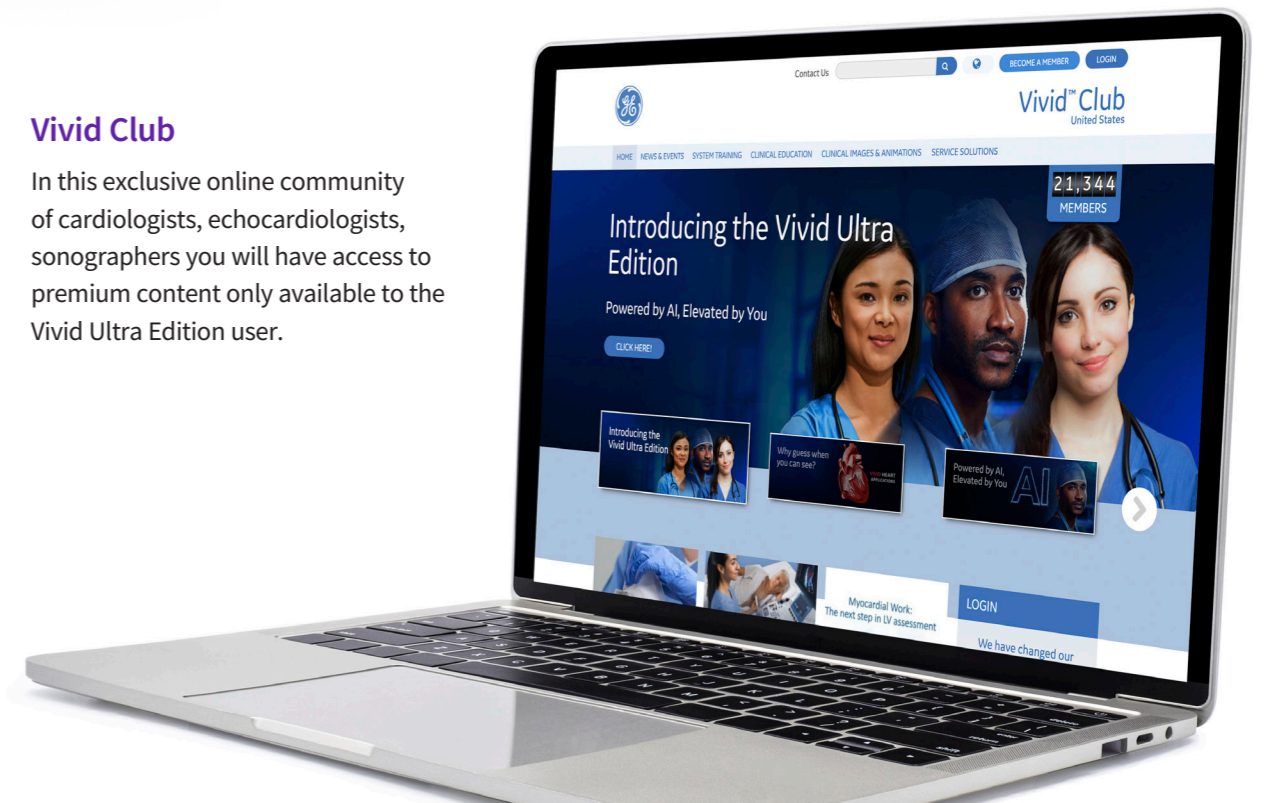 Vivid Club
In this exclusive online community
of cardiologists, echocardiologists,
sonographers you will have access to
premium content only available to the
Vivid Ultra Edition user.
Contact Us
BECOME A MEMBER
LOGIN
GE
Vivid™ Club
United States
HOME NEWS & EVENTS SYSTEM TRAINING CLINICAL EDUCATION CLINICAL IMAGES & ANIMATIONS SERVICE SOLUTIONS
21,344
MEMBERS
Introducing the Vivid Ultra
Edition
Powered by AI, Elevated by You
CLICK HERE!
Introducing the
Vivid Ultra Edition
Why guess when
you can see?
VIVID HEART
APPLICATIONS
Powered by AI,
Elevated by You
AI
Myocardial Work:
The next step in LV assessment
LOGIN
We have changed our